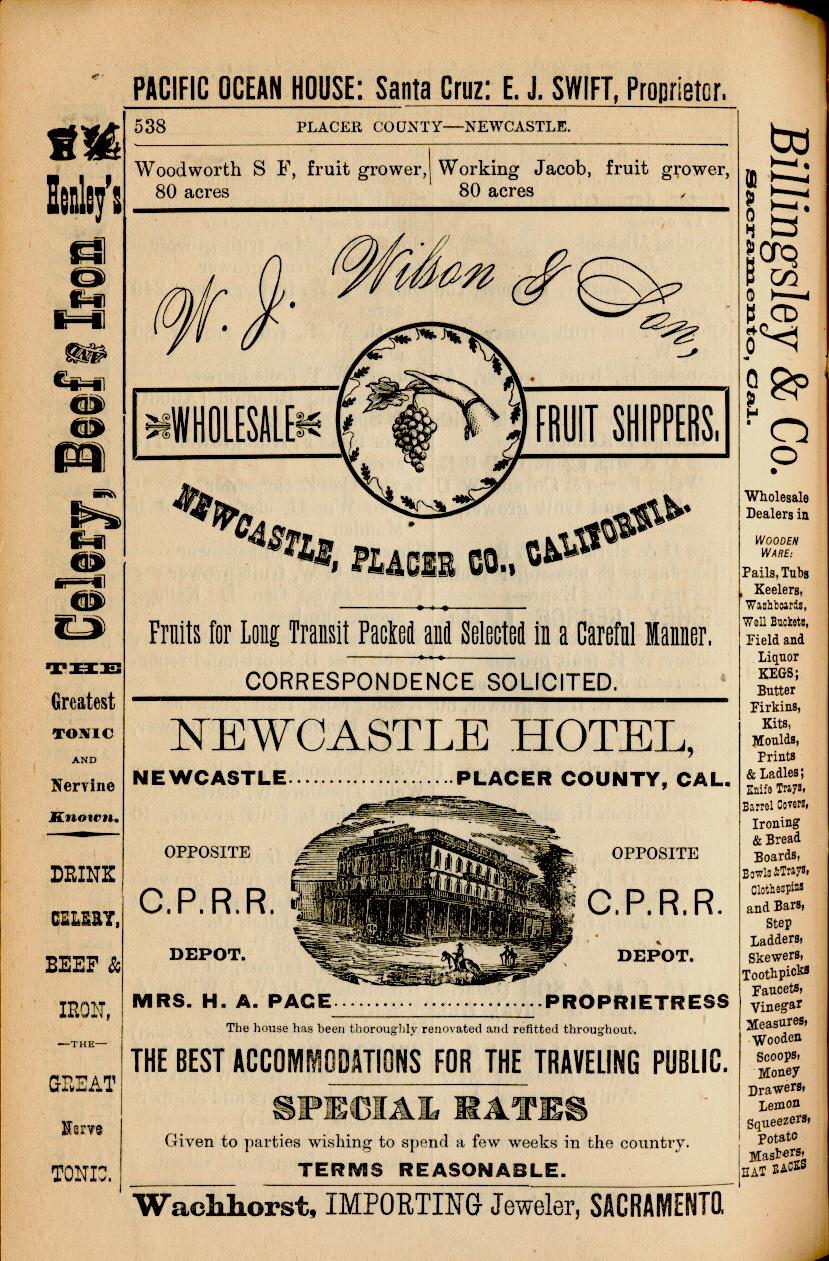 PACIFIC OCEAN HOUSE: Santa Cruz: E. J. SWIFT, Proprietor.
538 PLACER COUNTY—NEWCASTLE.
Woodworth S F, fruit grower,
80 acres
Working Jacob, fruit grower,
80 acres
W. J. Wilson & Son,
WHOLESALE FRUIT SHIPPERS.
NEWCASTLE, PLACER CO., CALIFORNIA.
Fruits for Long Transit Packed and Selected in a Careful Manner.
CORRESPONDENCE SOLICITED.
NEWCASTLE HOTEL,
NEWCASTLE....................PLACER COUNTY, CAL.
OPPOSITE
C.P.R.R.
DEPOT.
OPPOSITE
C.P.R.R.
DEPOT.
MRS. H. A. PAGE......... ..............PROPRIETRESS
The house has been thoroughly renovated and refitted throughout.
THE BEST ACCOMMODATIONS FOR THE TRAVELING PUBLIC.
SPECIAL RATES
Given to parties wishing to spend a few weeks in the country.
TERMS REASONABLE.
Wachhorst, IMPORTING Jeweler, SACRAMENTO.
Henley's
Celery, Beef AND Iron
THE
Greatest
TONIC
AND
Nervine
Known.
DRINK
CELERY,
BEEF &
IRON,
—THE—
GREAT
Nerve
TONIC.
Billingsley & Co.
Sacramento, Cal.
Wholesale
Dealers in
WOODEN
WARE:
Pails, Tubs
Keelers,
Washboards,
Well Buckets,
Field and
Liquor
KEGS;
Butter
Firkins,
Kits,
Moulds,
Prints
& Ladles;
Knife Trays,
Barrel Covers,
Ironing
& Bread
Boards,
Bowls & Trays,
Clothespins
and Bars,
Step
Ladders,
Skewers,
Toothpicks
Faucets,
Vinegar
Measures,
Wooden
Scoops,
Money
Drawers,
Lemon
Squeezers,
Potato
Mashers,
HAT RACKS